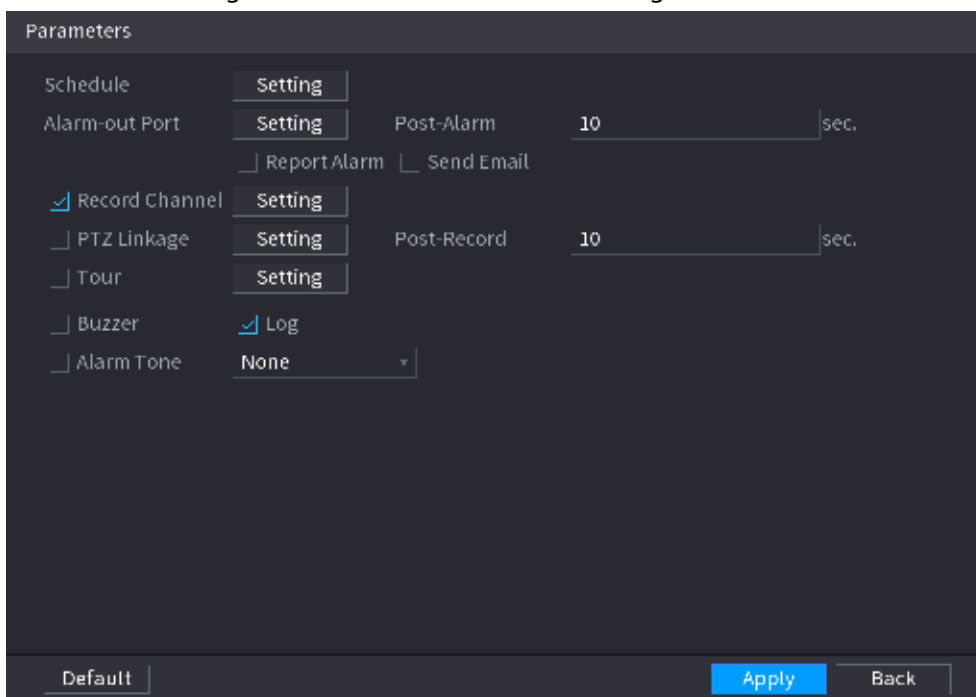 Parameters
Schedule Setting
Alarm-out Port Setting Post-Alarm 10 sec.
Report Alarm Send Email
Record Channel Setting
PTZ Linkage Setting Post-Record 10 sec.
Tour Setting
Buzzer Log
Alarm Tone None
Default Apply Back